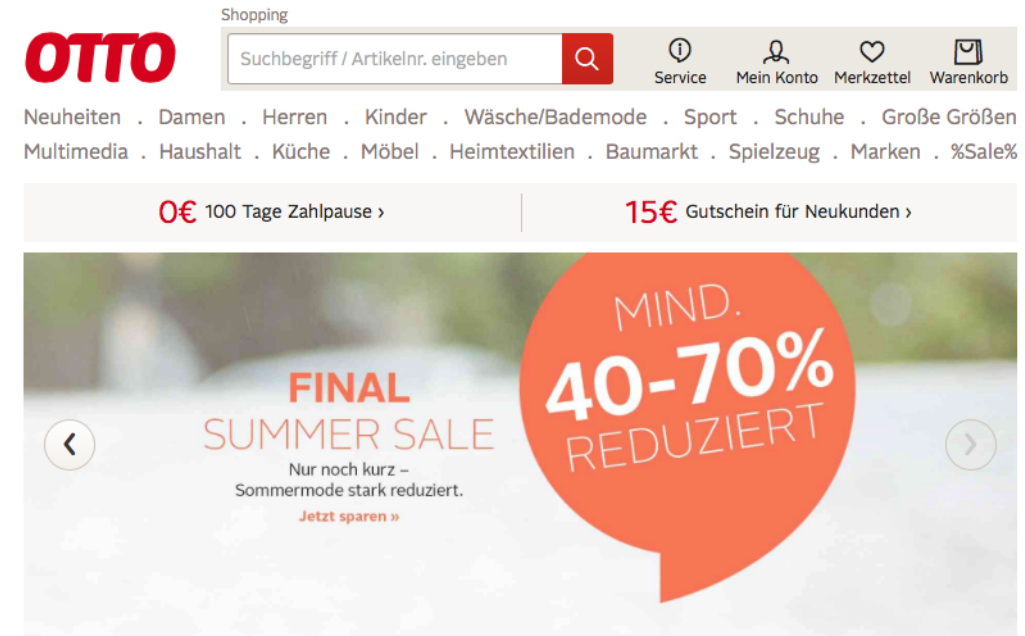 Shopping
OTTO
Suchbegriff / Artikelnr. eingeben
Service Mein Konto Merkzettel Warenkorb
Neuheiten . Damen . Herren . Kinder . Wäsche/Bademode . Sport . Schuhe . Große Größen
Multimedia . Haushalt . Küche . Möbel . Heimtextilien . Baumarkt . Spielzeug . Marken . %Sale%
0€ 100 Tage Zahlpause ›
15€ Gutschein für Neukunden ›
FINAL
SUMMER SALE
Nur noch kurz –
Sommermode stark reduziert.
Jetzt sparen »
MIND.
40-70%
REDUZIERT